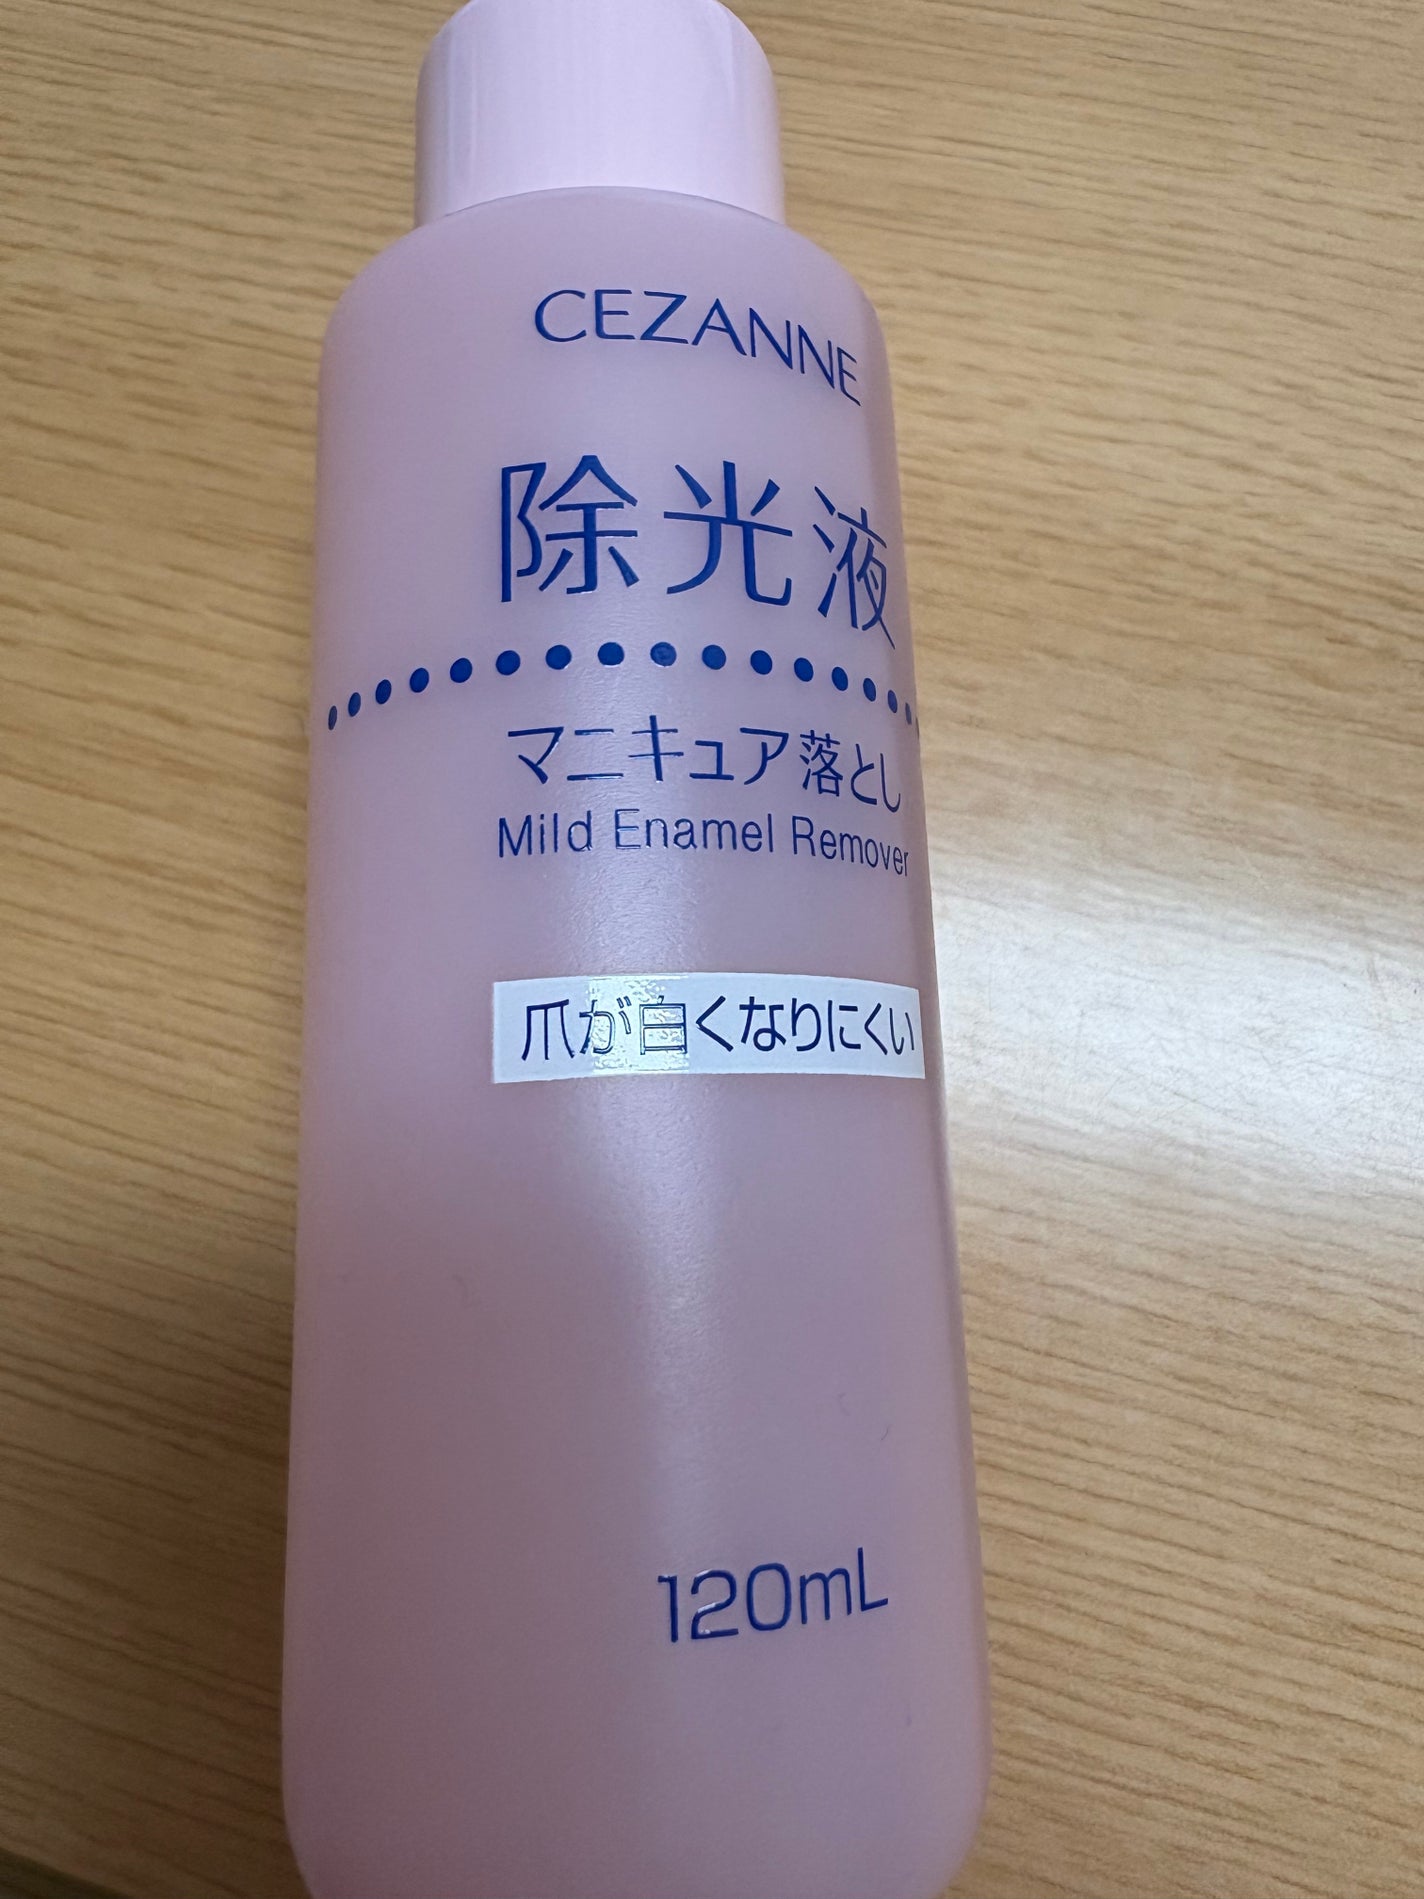 CEZANNE
除光液
マニキュア落とし
Mild Enamel Remover
爪が白くなりにくい
120mL